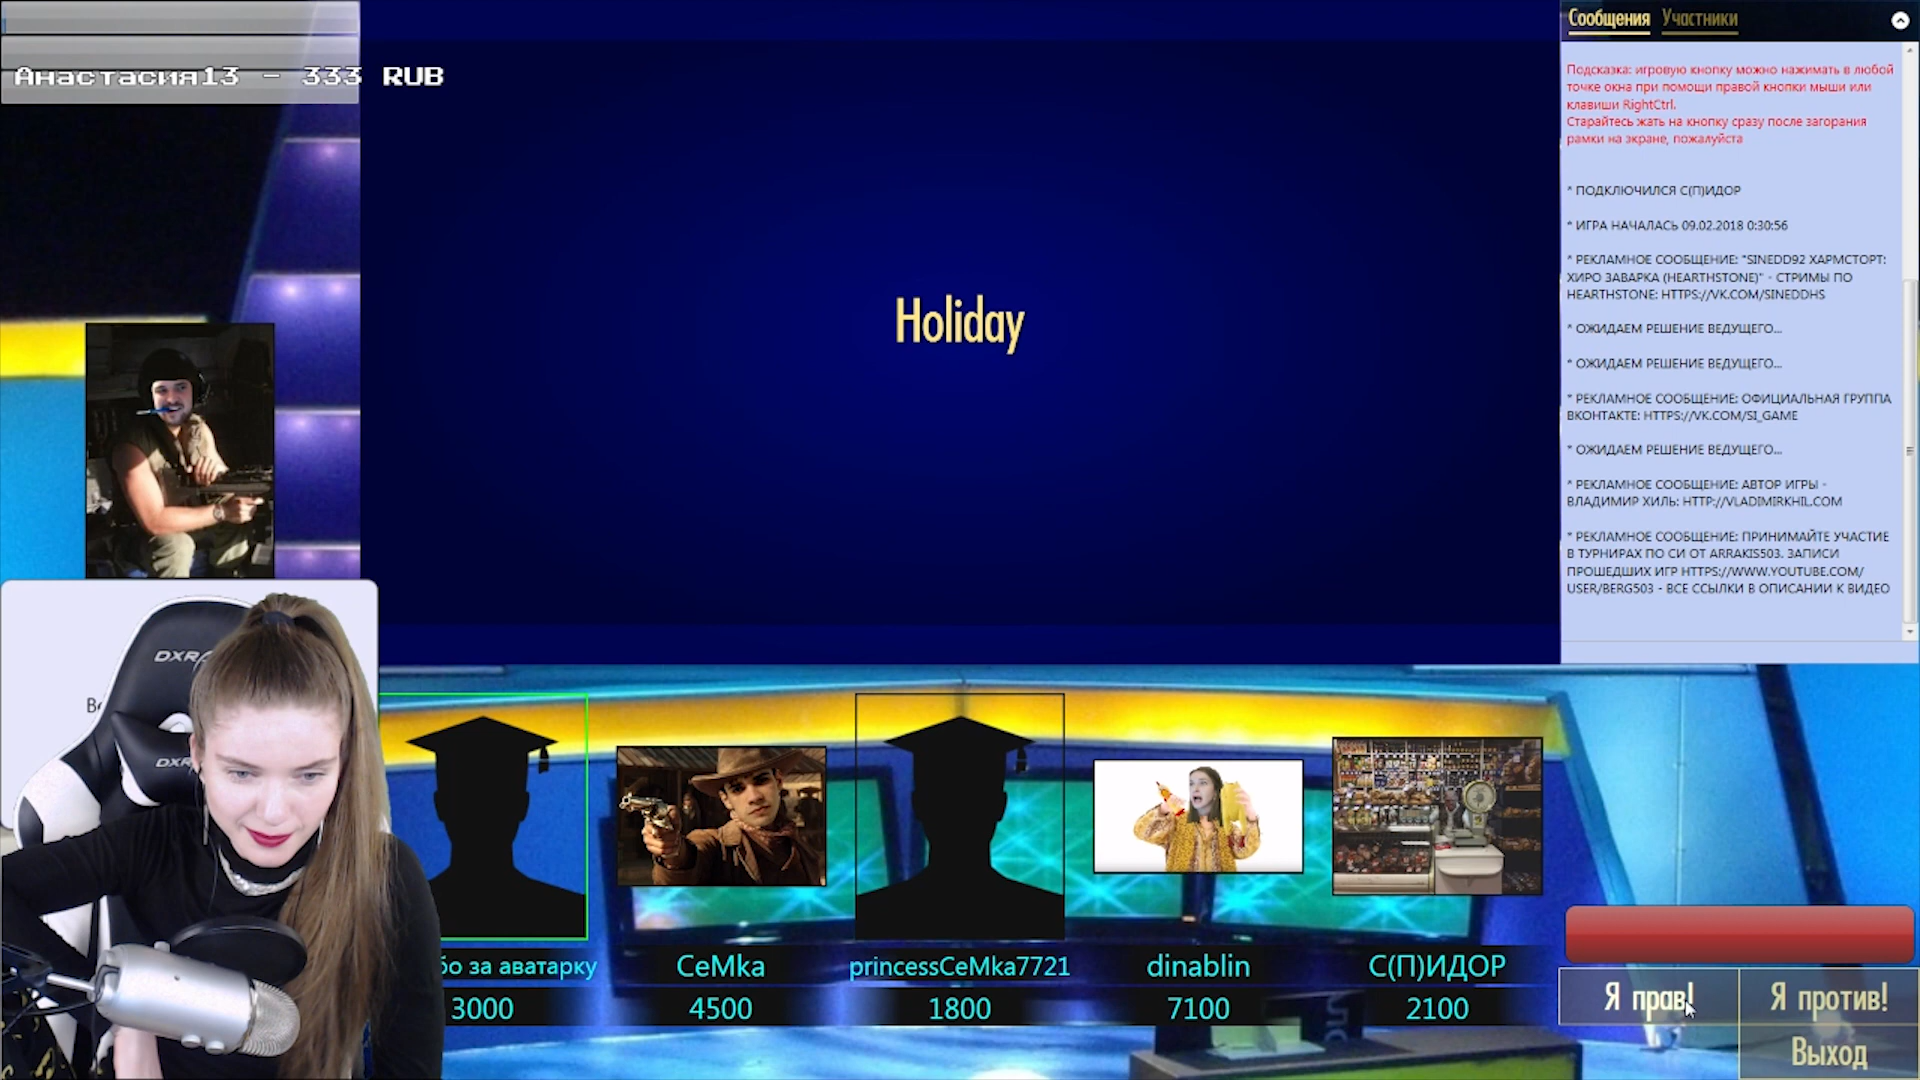 Анастасия13 - 333 RUB
Holiday
Сообщения Участники
Подсказка: игровую кнопку можно нажимать в любой
точке окна при помощи правой кнопки мыши или
клавиши RightCtrl.
Старайтесь жать на кнопку сразу после загорания
рамки на экране, пожалуйста
* ПОДКЛЮЧИЛСЯ С(П)ИДОР
* ИГРА НАЧАЛАСЬ 09.02.2018 0:30:56
* РЕКЛАМНОЕ СООБЩЕНИЕ: "SINEDD92 ХАРМСТОРТ:
ХИРО ЗАВАРКА (HEARTHSTONE)" - СТРИМЫ ПО
HEARTHSTONE: HTTPS://VK.COM/SINEDDHS
* ОЖИДАЕМ РЕШЕНИЕ ВЕДУЩЕГО...
* ОЖИДАЕМ РЕШЕНИЕ ВЕДУЩЕГО...
* РЕКЛАМНОЕ СООБЩЕНИЕ: ОФИЦИАЛЬНАЯ ГРУППА
ВКОНТАКТЕ: HTTPS://VK.COM/SI_GAME
* ОЖИДАЕМ РЕШЕНИЕ ВЕДУЩЕГО...
* РЕКЛАМНОЕ СООБЩЕНИЕ: АВТОР ИГРЫ -
ВЛАДИМИР ХИЛЬ: HTTP://VLADIMIRKHIL.COM
* РЕКЛАМНОЕ СООБЩЕНИЕ: ПРИНИМАЙТЕ УЧАСТИЕ
В ТУРНИРАХ ПО СИ ОТ ARRAKIS503. ЗАПИСИ
ПРОШЕДШИХ ИГР HTTPS://WWW.YOUTUBE.COM/
USER/BERG503 - ВСЕ ССЫЛКИ В ОПИСАНИИ К ВИДЕО
DXR
DXR
бо за аватарку
3000
СеМка
4500
princessCeMka7721
1800
dinablin
7100
С(П)ИДОР
2100
Я прав!
Я против!
Выход